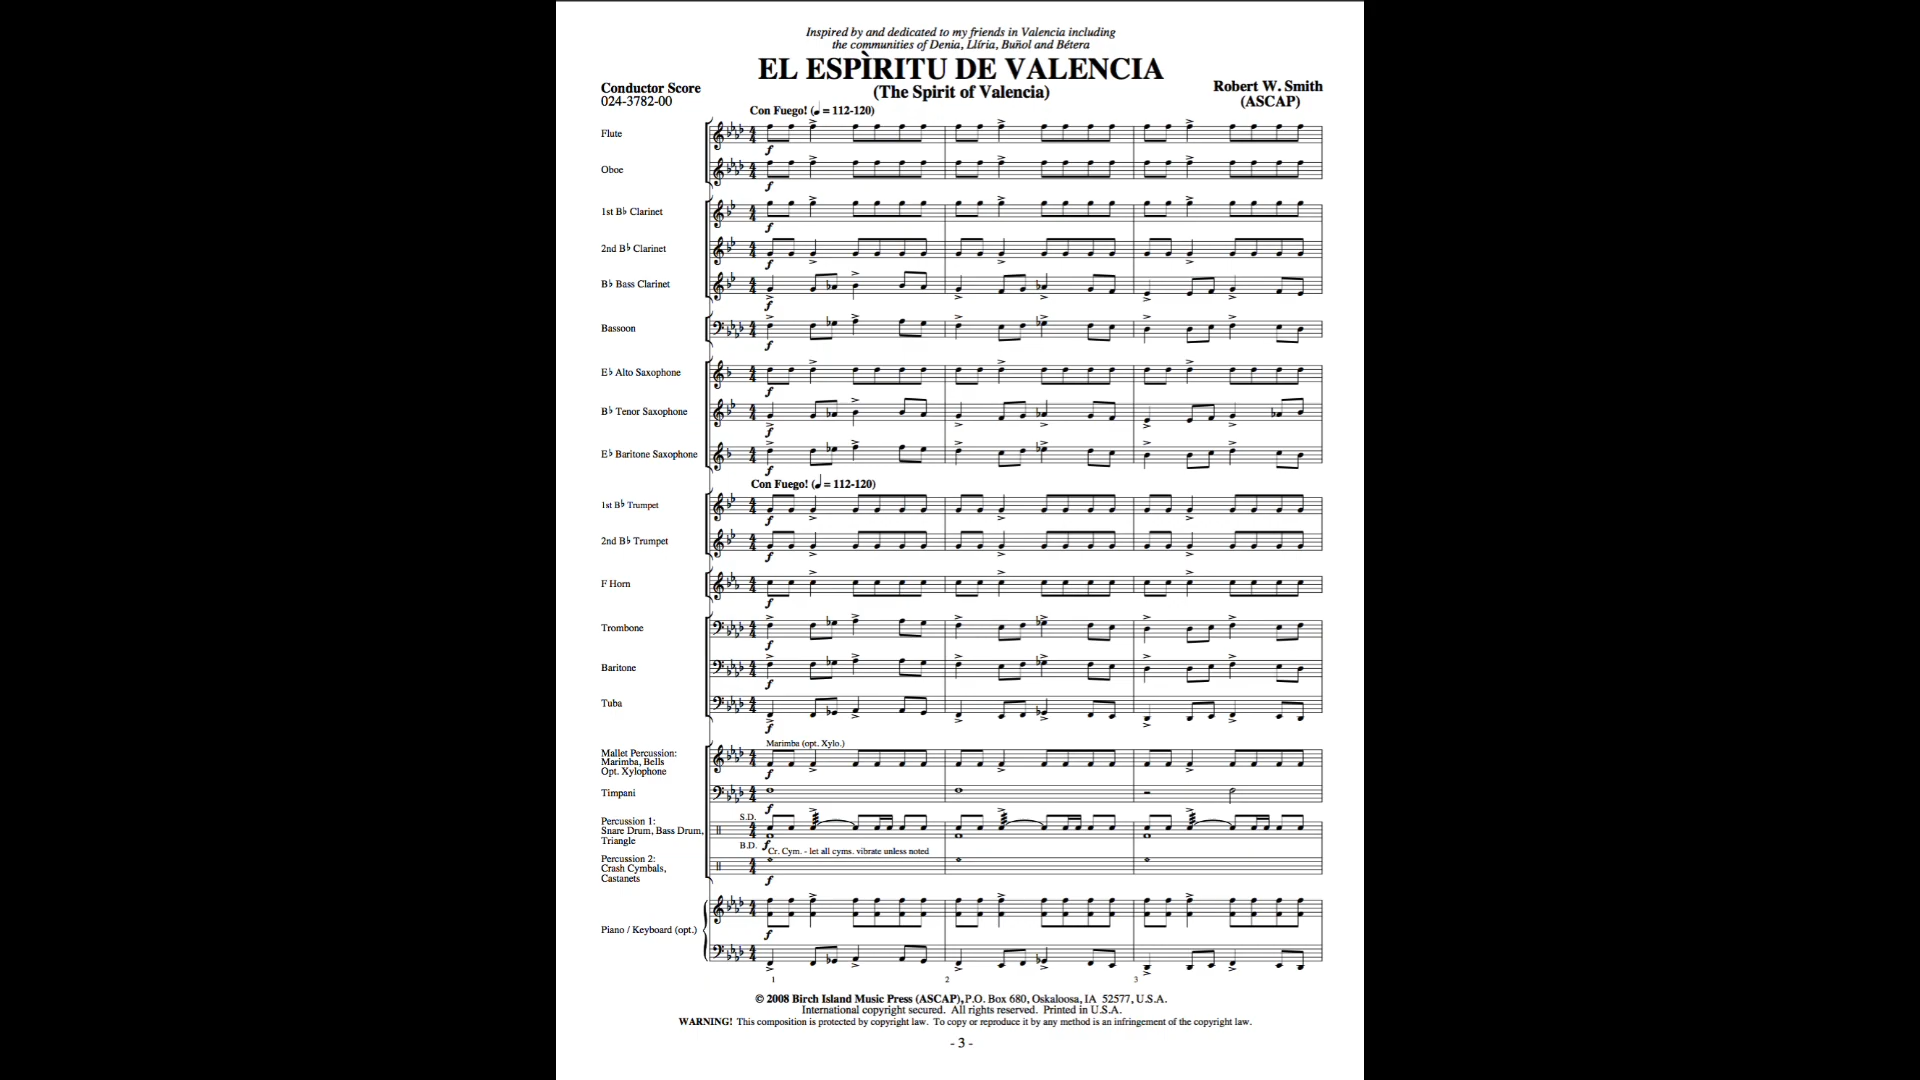 Inspired by and dedicated to my friends in Valencia including
the communities of Denia, Llíria, Buñol and Bétera
EL ESPÌRITU DE VALENCIA
Conductor Score
024-3782-00
(The Spirit of Valencia)
Robert W. Smith
(ASCAP)
Con Fuego! (♩ = 112-120)
Flute
f
Oboe
f
1st B♭ Clarinet
f
2nd B♭ Clarinet
f
B♭ Bass Clarinet
f
Bassoon
f
E♭ Alto Saxophone
f
B♭ Tenor Saxophone
f
E♭ Baritone Saxophone
f
Con Fuego! (♩ = 112-120)
1st B♭ Trumpet
f
2nd B♭ Trumpet
f
F Horn
f
Trombone
f
Baritone
f
Tuba
f
Marimba (opt. Xylo.)
Mallet Percussion:
Marimba, Bells
Opt. Xylophone
f
Timpani
f
S.D.
Percussion 1:
Snare Drum, Bass Drum,
Triangle
B.D. f
Cr. Cym. - let all cyms. vibrate unless noted
Percussion 2:
Crash Cymbals,
Castanets
f
Piano / Keyboard (opt.)
f
1 2 3
© 2008 Birch Island Music Press (ASCAP), P.O. Box 680, Oskaloosa, IA 52577, U.S.A.
International copyright secured. All rights reserved. Printed in U.S.A.
WARNING! This composition is protected by copyright law. To copy or reproduce it by any method is an infringement of the copyright law.
- 3 -